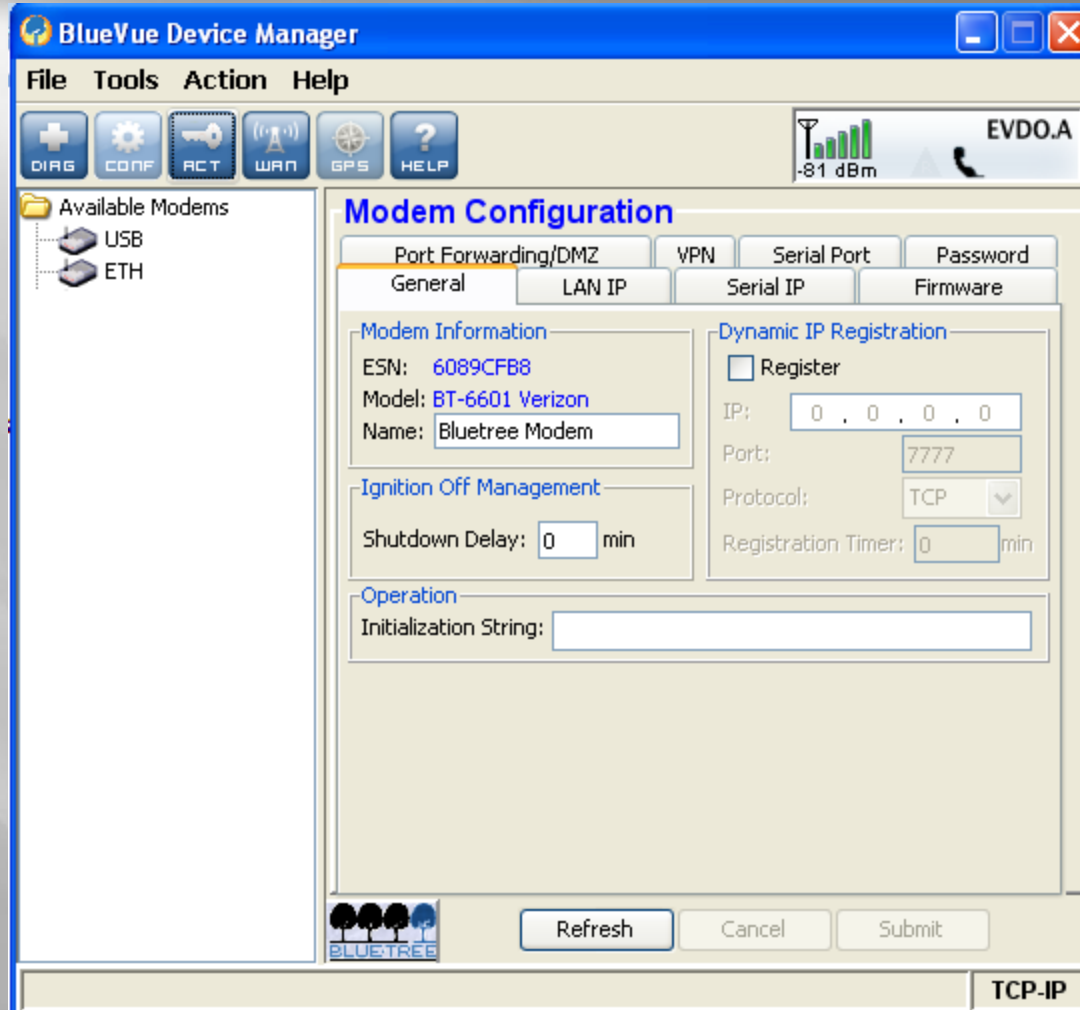 BlueVue Device Manager
File Tools Action Help
DIAG CONF ACT WAN GPS HELP
-81 dBm
EVDO.A
Available Modems
USB
ETH
Modem Configuration
Port Forwarding/DMZ VPN Serial Port Password
General LAN IP Serial IP Firmware
Modem Information
ESN: 6089CFB8
Model: BT-6601 Verizon
Name: Bluetree Modem
Ignition Off Management
Shutdown Delay: 0 min
Dynamic IP Registration
Register
IP: 0 . 0 . 0 . 0
Port: 7777
Protocol: TCP
Registration Timer: 0 min
Operation
Initialization String:
BLUETREE
Refresh Cancel Submit
TCP-IP